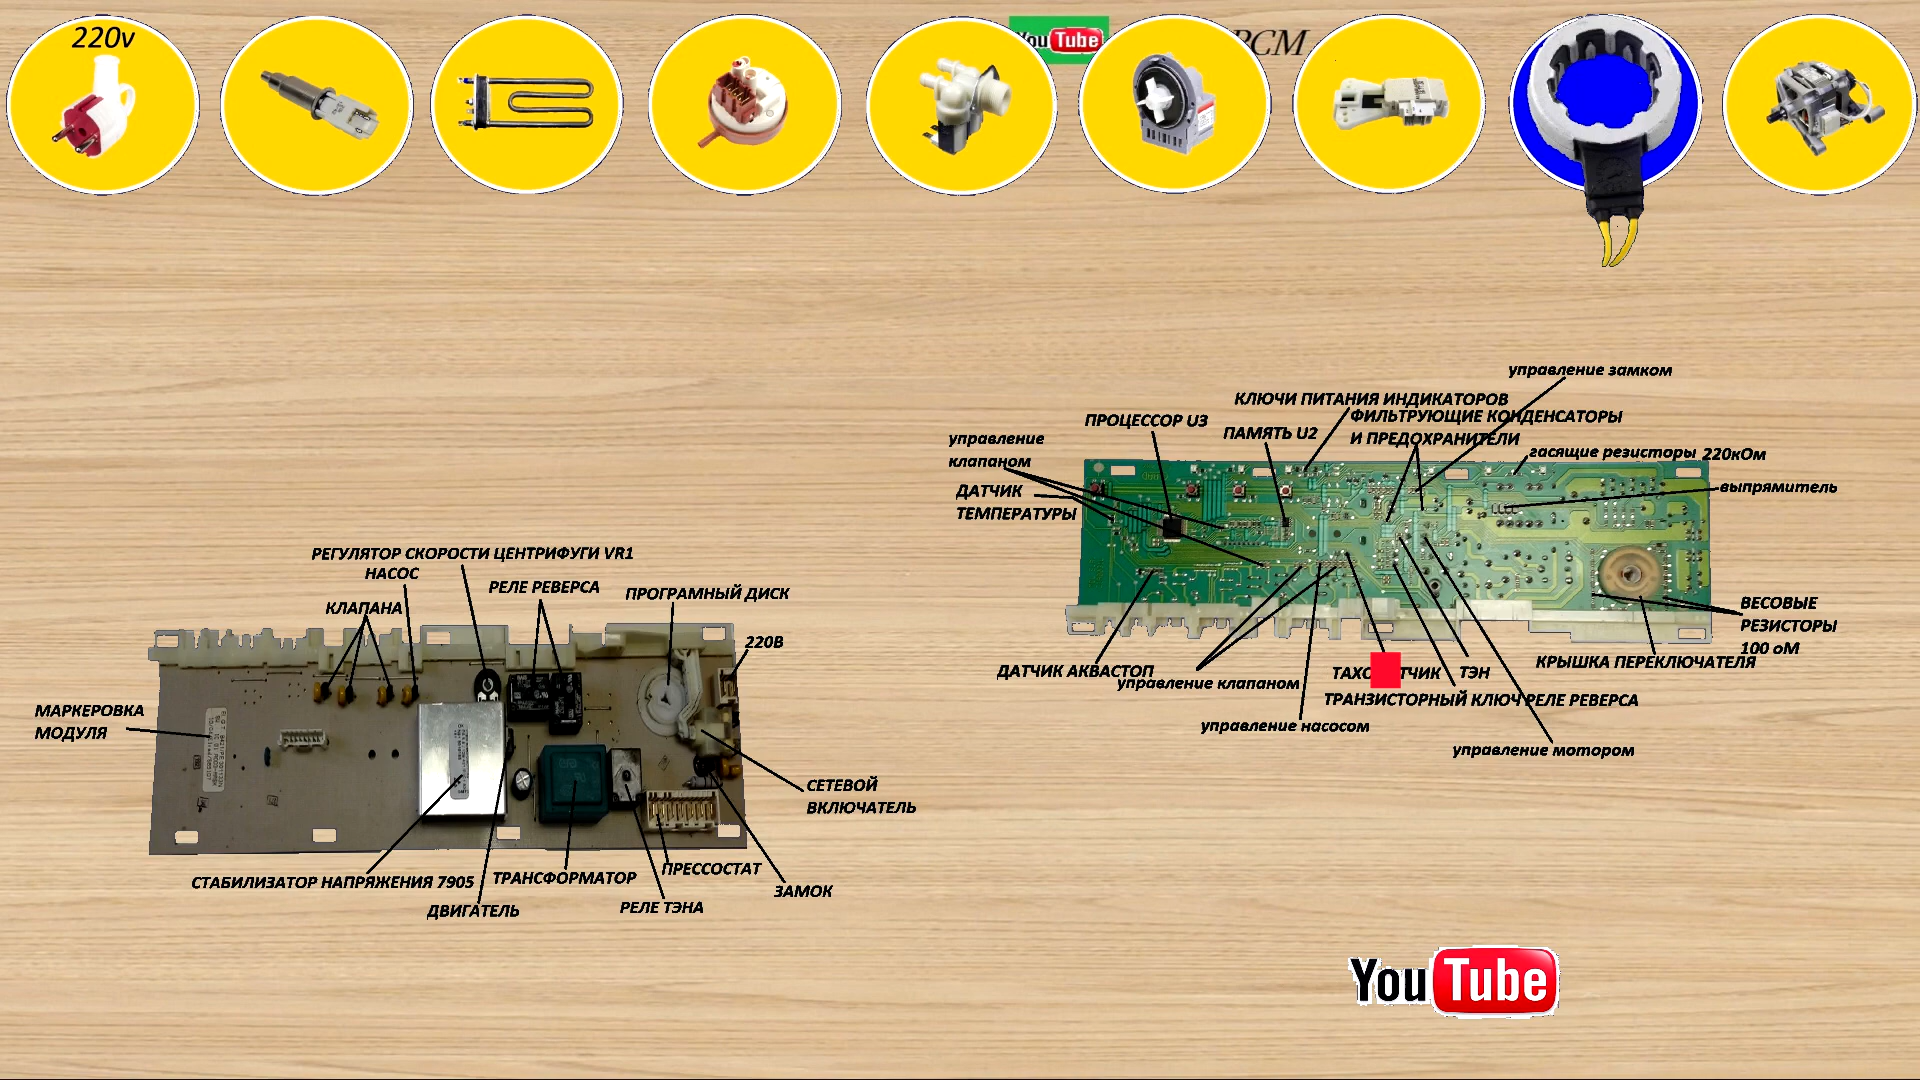 220v
YouTube
РСМ
управление замком
КЛЮЧИ ПИТАНИЯ ИНДИКАТОРОВ
ФИЛЬТРУЮЩИЕ КОНДЕНСАТОРЫ
И ПРЕДОХРАНИТЕЛИ
ПРОЦЕССОР U3
ПАМЯТЬ U2
управление
клапаном
гасящие резисторы 220кОм
ДАТЧИК
ТЕМПЕРАТУРЫ
выпрямитель
РЕГУЛЯТОР СКОРОСТИ ЦЕНТРИФУГИ VR1
НАСОС
РЕЛЕ РЕВЕРСА
ПРОГРАМНЫЙ ДИСК
КЛАПАНА
220В
ВЕСОВЫЕ
РЕЗИСТОРЫ
100 оМ
МАРКЕРОВКА
МОДУЛЯ
ДАТЧИК АКВАСТОП
управление клапаном
ТАХО ТЧИК
ТЭН
КРЫШКА ПЕРЕКЛЮЧАТЕЛЯ
ТРАНЗИСТОРНЫЙ КЛЮЧ РЕЛЕ РЕВЕРСА
управление насосом
управление мотором
СЕТЕВОЙ
ВКЛЮЧАТЕЛЬ
СТАБИЛИЗАТОР НАПРЯЖЕНИЯ 7905
ТРАНСФОРМАТОР
ПРЕССОСТАТ
ЗАМОК
ДВИГАТЕЛЬ
РЕЛЕ ТЭНА
YouTube